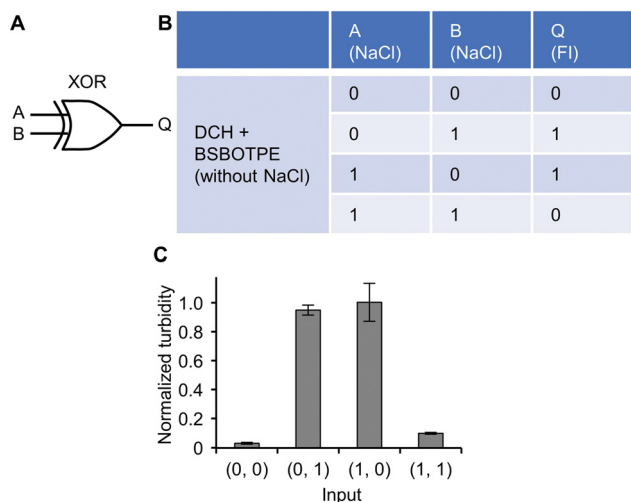 A
XOR
A
B
Q
B
A (NaCl) B (NaCl) Q (FI)
DCH + BSBOTPE (without NaCl)
0 0 0
0 1 1
1 0 1
1 1 0
C
Normalized turbidity
1.0
0.8
0.6
0.4
0.2
0
(0, 0) (0, 1) (1, 0) (1, 1)
Input